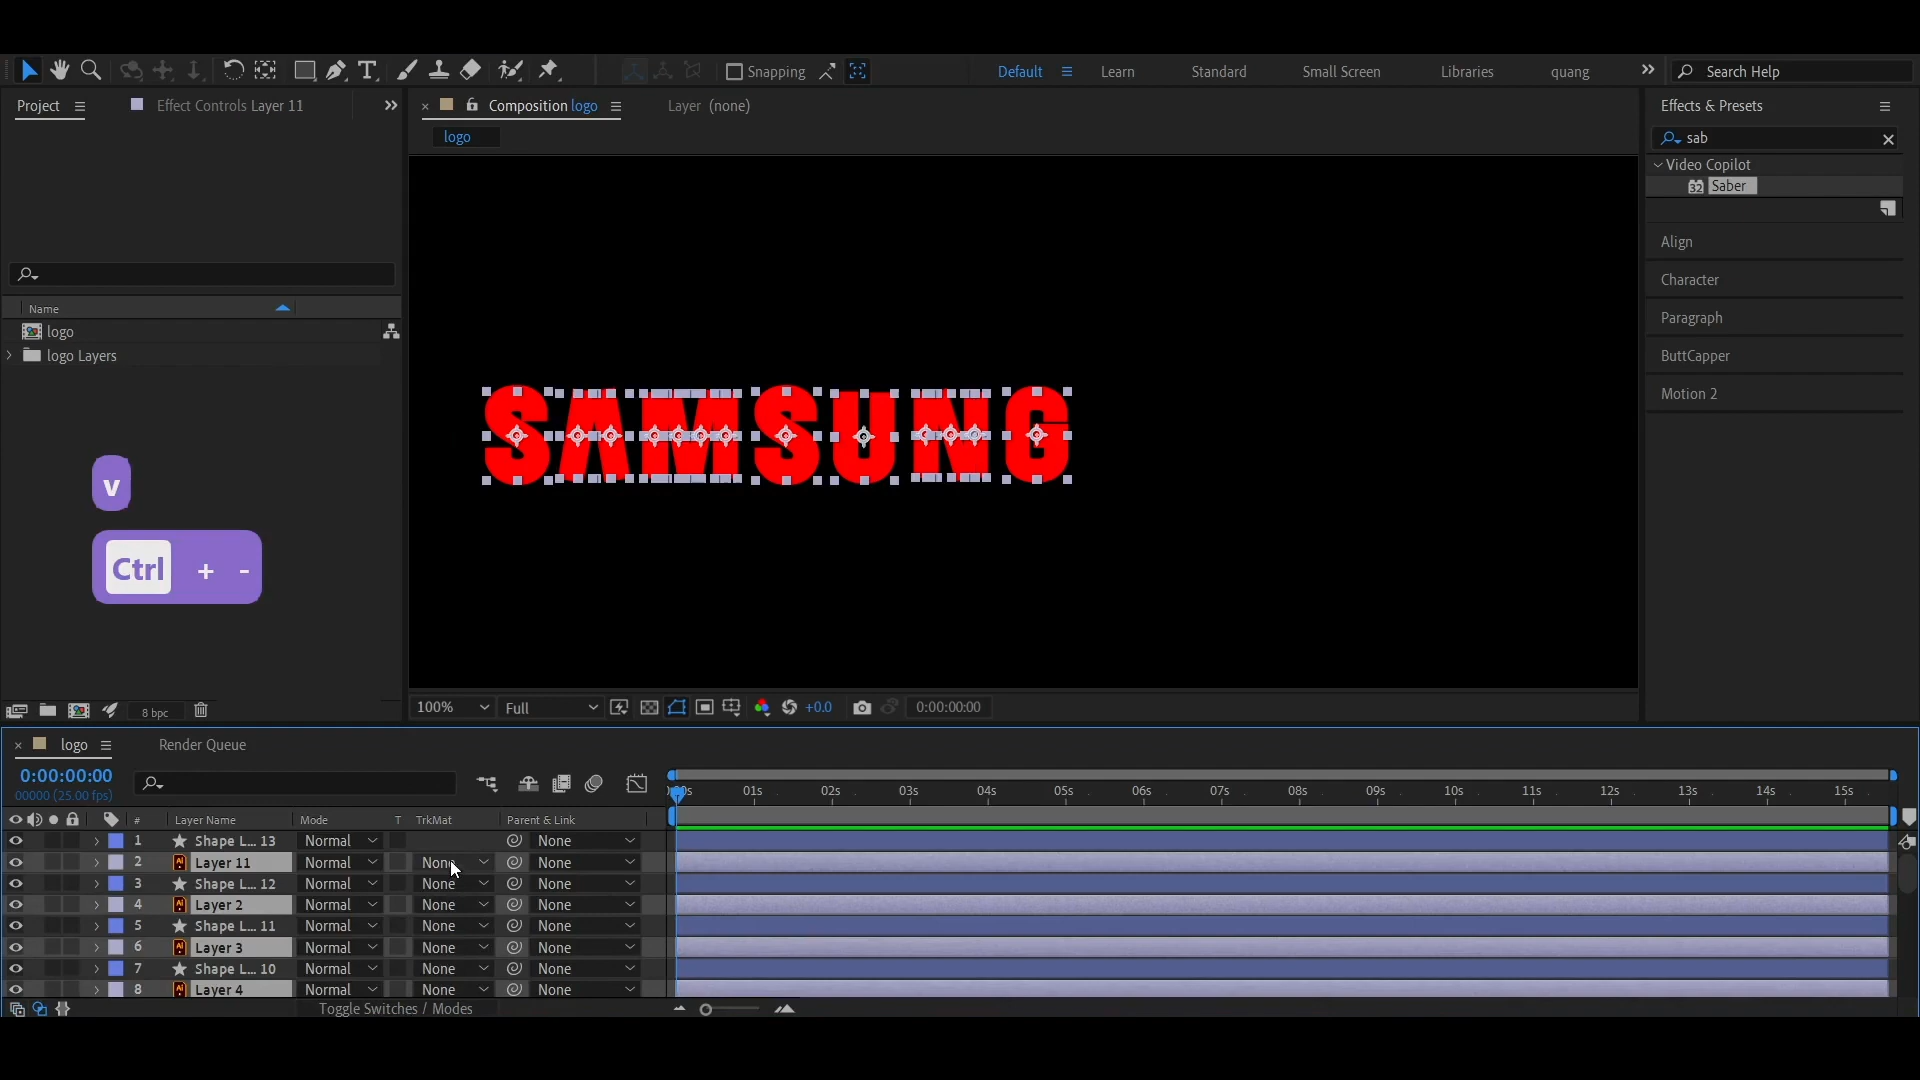 Snapping
Default
Learn
Standard
Small Screen
Libraries
quang
Search Help
Project
Effect Controls Layer 11
Composition logo
Layer (none)
Effects & Presets
logo
sab
Video Copilot
32 Saber
Align
Character
Paragraph
ButtCapper
Motion 2
Name
logo
logo Layers
SAMSUNG
v
Ctrl + -
8 bpc
100%
Full
+0.0
0:00:00:00
logo
Render Queue
0:00:00:00
00000 (25.00 fps)
01s 02s 03s 04s 05s 06s 07s 08s 09s 10s 11s 12s 13s 14s 15s
# Layer Name Mode T TrkMat Parent & Link
1 Shape L... 13 Normal None
2 Ai Layer 11 Normal None None
3 Shape L... 12 Normal None None
4 Ai Layer 2 Normal None None
5 Shape L... 11 Normal None None
6 Ai Layer 3 Normal None None
7 Shape L... 10 Normal None None
8 Ai Layer 4 Normal None None
Toggle Switches / Modes